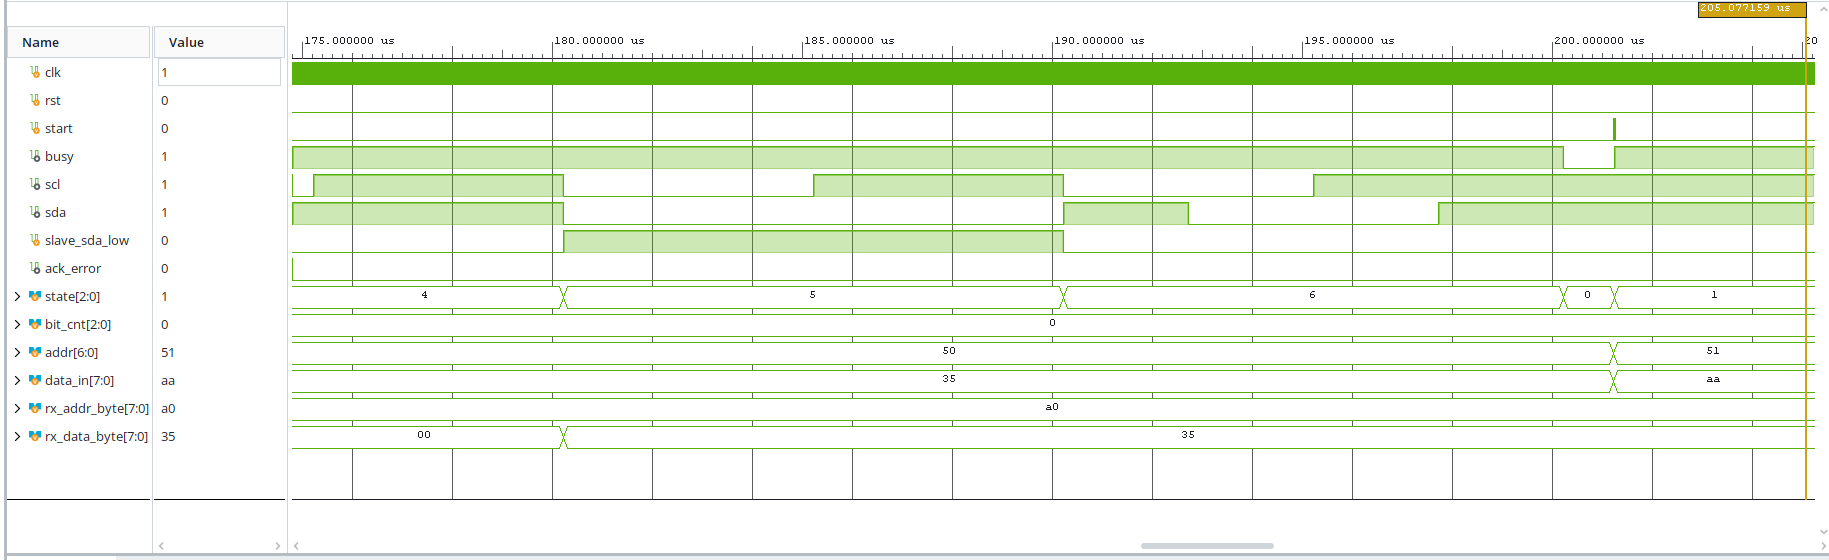 205.077159 us
Name Value
175.000000 us 180.000000 us 185.000000 us 190.000000 us 195.000000 us 200.000000 us 20
clk 1
rst 0
start 0
busy 1
scl 1
sda 1
slave_sda_low 0
ack_error 0
state[2:0] 1 4 5 6 0 1
bit_cnt[2:0] 0 0
addr[6:0] 51 50 51
data_in[7:0] aa 35 aa
rx_addr_byte[7:0] a0 a0
rx_data_byte[7:0] 35 00 35